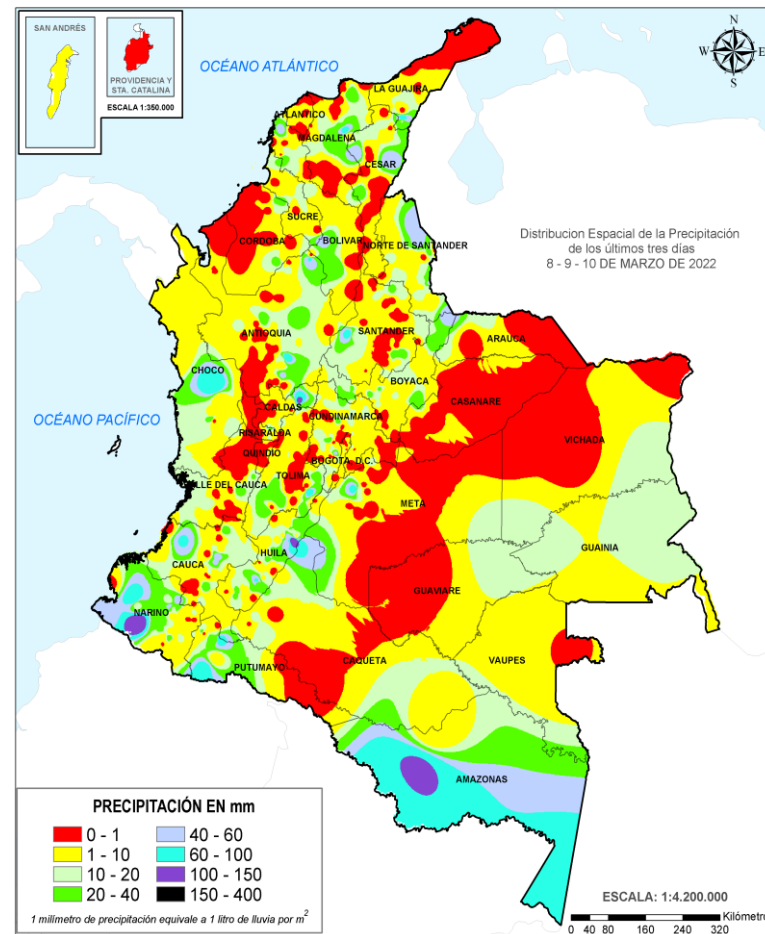 SAN ANDRÉS
PROVIDENCIA Y
STA. CATALINA
ESCALA 1:350.000
OCÉANO ATLÁNTICO
N
W
E
S
LA GUAJIRA
ATLANTICO
MAGDALENA
CESAR
SUCRE
CORDOBA
BOLIVAR
NORTE DE SANTANDER
Distribucion Espacial de la Precipitación
de los últimos tres días
8 - 9 - 10 DE MARZO DE 2022
ANTIOQUIA
SANTANDER
ARAUCA
CHOCO
BOYACA
CASANARE
OCÉANO PACÍFICO
CALDAS
CUNDINAMARCA
RISARALDA
VICHADA
QUINDIO
BOGOTA, D.C.
TOLIMA
VALLE DEL CAUCA
META
GUAINIA
HUILA
CAUCA
GUAVIARE
NARIÑO
PUTUMAYO
CAQUETA
VAUPES
AMAZONAS
PRECIPITACIÓN EN mm
0 - 1
40 - 60
1 - 10
60 - 100
10 - 20
100 - 150
20 - 40
150 - 400
1 milímetro de precipitación equivale a 1 litro de lluvia por m²
ESCALA: 1:4.200.000
Kilómetro
0 40 80 160 240 320